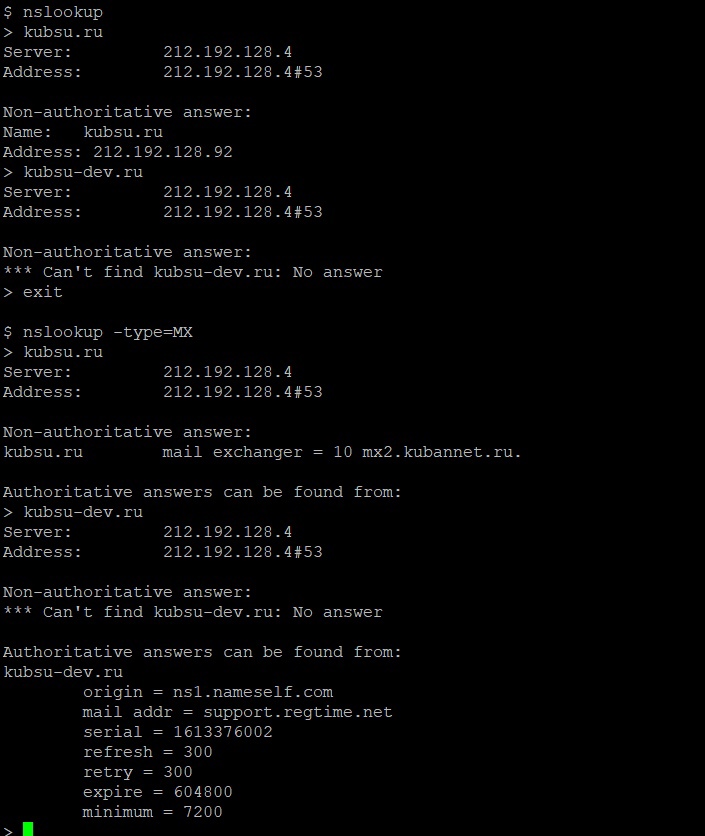 $ nslookup
> kubsu.ru
Server:         212.192.128.4
Address:        212.192.128.4#53

Non-authoritative answer:
Name:   kubsu.ru
Address: 212.192.128.92
> kubsu-dev.ru
Server:         212.192.128.4
Address:        212.192.128.4#53

Non-authoritative answer:
*** Can't find kubsu-dev.ru: No answer
> exit

$ nslookup -type=MX
> kubsu.ru
Server:         212.192.128.4
Address:        212.192.128.4#53

Non-authoritative answer:
kubsu.ru        mail exchanger = 10 mx2.kubannet.ru.

Authoritative answers can be found from:
> kubsu-dev.ru
Server:         212.192.128.4
Address:        212.192.128.4#53

Non-authoritative answer:
*** Can't find kubsu-dev.ru: No answer

Authoritative answers can be found from:
kubsu-dev.ru
        origin = ns1.nameself.com
        mail addr = support.regtime.net
        serial = 1613376002
        refresh = 300
        retry = 300
        expire = 604800
        minimum = 7200
>